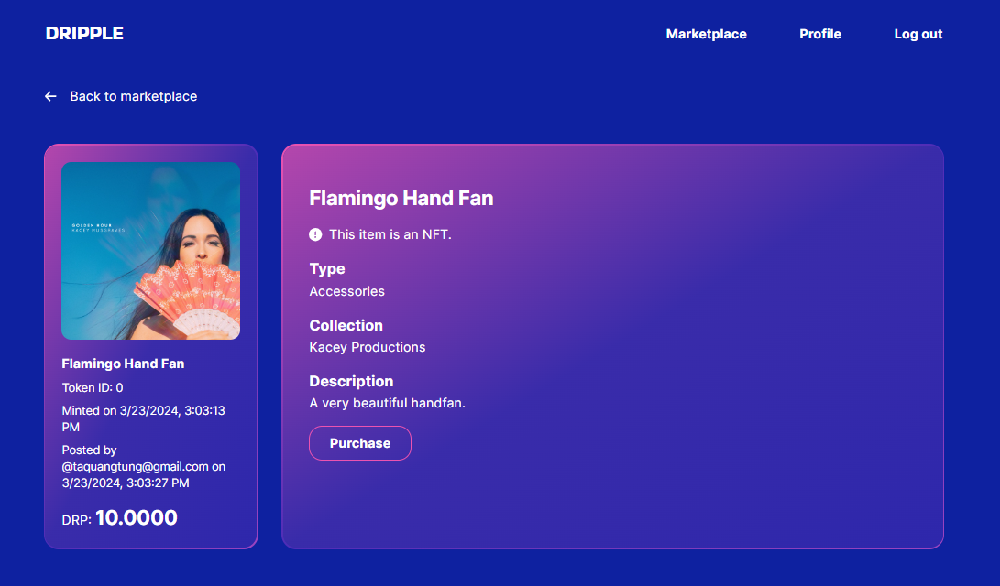 DRIPPLE
Marketplace
Profile
Log out
Back to marketplace
GOLDEN HOUR
KACEY MUSGRAVES
Flamingo Hand Fan
Token ID: 0
Minted on 3/23/2024, 3:03:13
PM
Posted by
@taquangtung@gmail.com on
3/23/2024, 3:03:27 PM
DRP: 10.0000
Flamingo Hand Fan
This item is an NFT.
Type
Accessories
Collection
Kacey Productions
Description
A very beautiful handfan.
Purchase